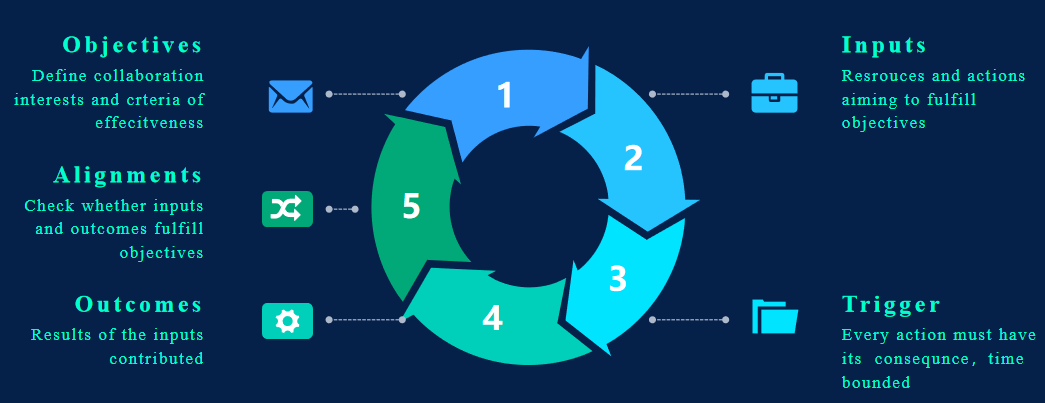 Objectives
Define collaboration
interests and crteria of
effecitveness
1
Inputs
Resrouces and actions
aiming to fulfill
objectives
2
Alignments
Check whether inputs
and outcomes fulfill
objectives
5
3
Outcomes
Results of the inputs
contributed
4
Trigger
Every action must have
its consequnce, time
bounded